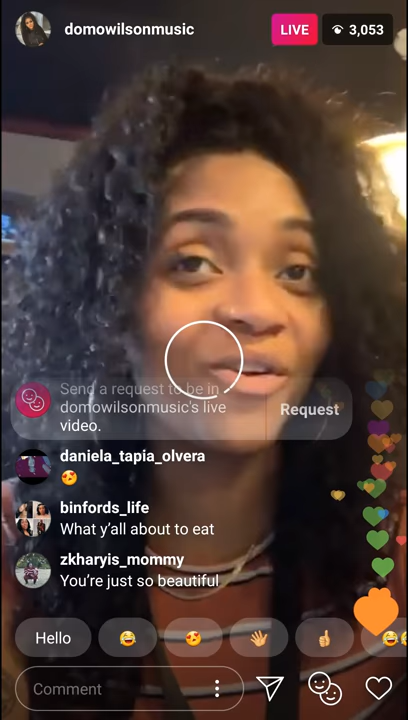 domowilsonmusic
LIVE
3,053
Send a request to be in
domowilsonmusic's live
video.
Request
daniela_tapia_olvera
😍
binfords_life
What y'all about to eat
zkharyis_mommy
You're just so beautiful
Hello 😂 😍 👋 👍 😂
Comment